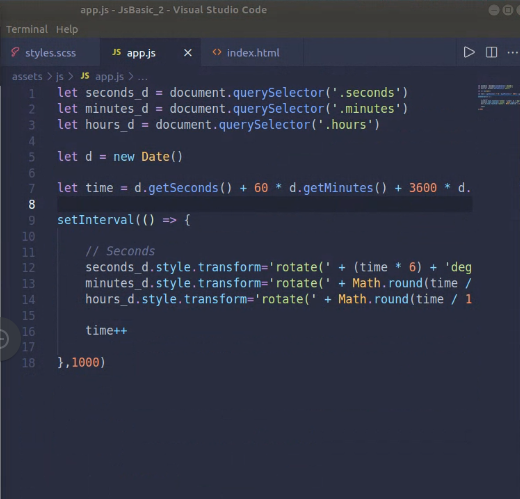 app.js - JsBasic_2 - Visual Studio Code
Terminal Help
styles.scss JS app.js × <> index.html ...
assets > js > JS app.js > ...
1 let seconds_d = document.querySelector('.seconds')
2 let minutes_d = document.querySelector('.minutes')
3 let hours_d = document.querySelector('.hours')
4
5 let d = new Date()
6
7 let time = d.getSeconds() + 60 * d.getMinutes() + 3600 * d.
8
9 setInterval(() => {
10
11 // Seconds
12 seconds_d.style.transform='rotate(' + (time * 6) + 'deg
13 minutes_d.style.transform='rotate(' + Math.round(time /
14 hours_d.style.transform='rotate(' + Math.round(time / 1
15
16 time++
17
18 },1000)